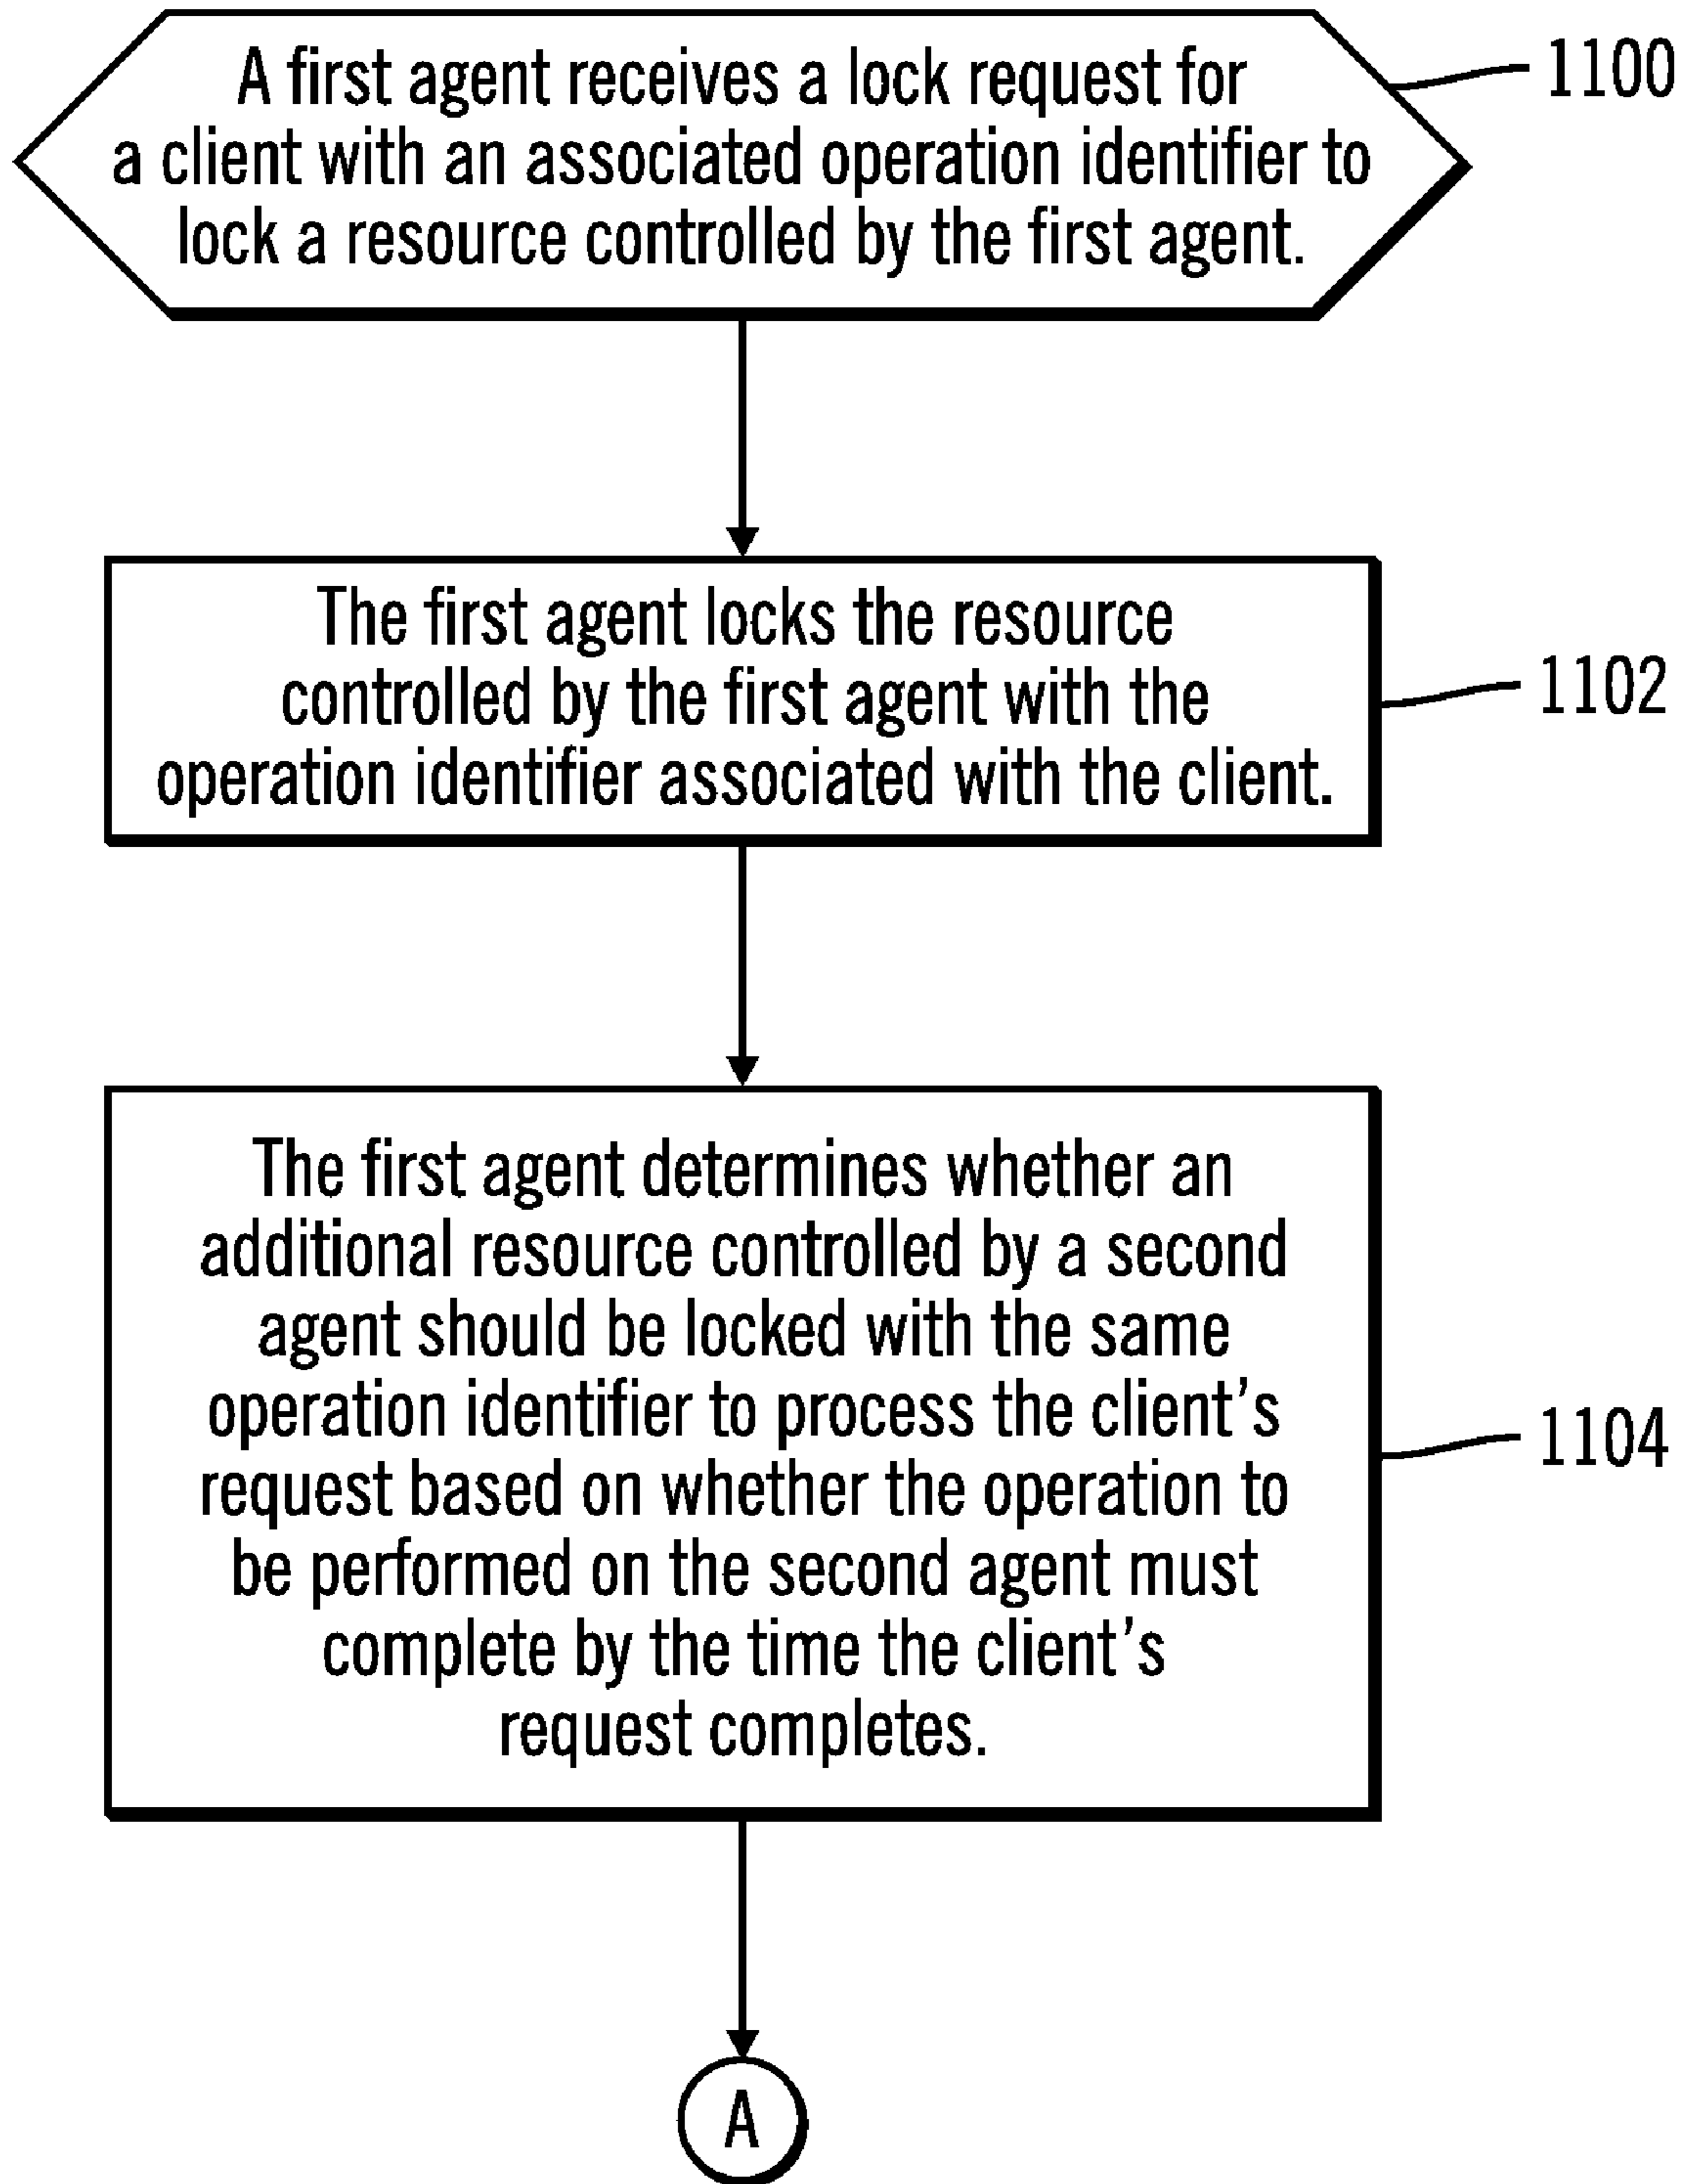 A first agent receives a lock request for
a client with an associated operation identifier to
lock a resource controlled by the first agent.
1100
The first agent locks the resource
controlled by the first agent with the
operation identifier associated with the client.
1102
The first agent determines whether an
additional resource controlled by a second
agent should be locked with the same
operation identifier to process the client's
request based on whether the operation to
be performed on the second agent must
complete by the time the client's
request completes.
1104
A